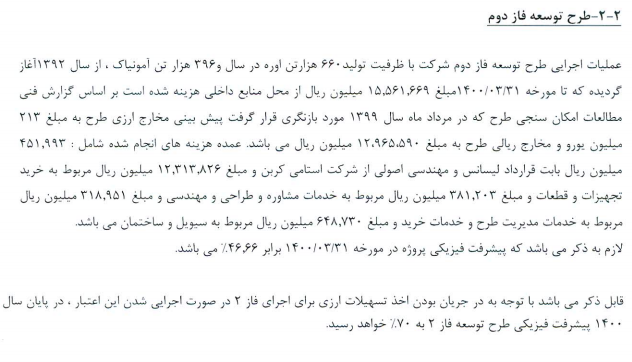 ۲-۲-طرح توسعه فاز دوم
عملیات اجرایی طرح توسعه فاز دوم شرکت با ظرفیت تولید۶۶۰ هزارتن اوره در سال و۳۹۶ هزار تن آمونیاک ، از سال ۱۳۹۲آغاز
گردیده که تا مورخه ۱۴۰۰/۰۳/۳۱مبلغ ۱۵,۵۶۱,۶۶۹ میلیون ریال از محل منابع داخلی هزینه شده است بر اساس گزارش فنی
مطالعات امکان سنجی طرح که در مرداد ماه سال ۱۳۹۹ مورد بازنگری قرار گرفت پیش بینی مخارج ارزی طرح به مبلغ ۲۱۳
میلیون یورو و مخارج ریالی طرح به مبلغ ۱۲،۹۶۵،۵۹۰ میلیون ریال می باشد. عمده هزینه های انجام شده شامل : ۴۵۱,۹۹۳
میلیون ریال بابت قرارداد لیسانس و مهندسی اصولی از شرکت استامی کربن و مبلغ ۱۲,۳۱۳,۸۲۶ میلیون ریال مربوط به خرید
تجهیزات و قطعات و مبلغ ۳۸۱,۲۰۳ میلیون ریال مربوط به خدمات مشاوره و طراحی و مهندسی و مبلغ ۳۱۸,۹۵۱ میلیون ریال
مربوط به خدمات مدیریت طرح و خدمات خرید و مبلغ ۶۴۸,۷۳۰ میلیون ریال مربوط به سیویل و ساختمان می باشد.
لازم به ذکر می باشد که پیشرفت فیزیکی پروژه در مورخه ۱۴۰۰/۰۳/۳۱ برابر ۴۶,۶۶٪ می باشد.
قابل ذکر می باشد با توجه به در جریان بودن اخذ تسهیلات ارزی برای اجرای فاز ۲ در صورت اجرایی شدن این اعتبار ، در پایان سال
۱۴۰۰ پیشرفت فیزیکی طرح توسعه فاز ۲ به ۷۰٪ خواهد رسید.